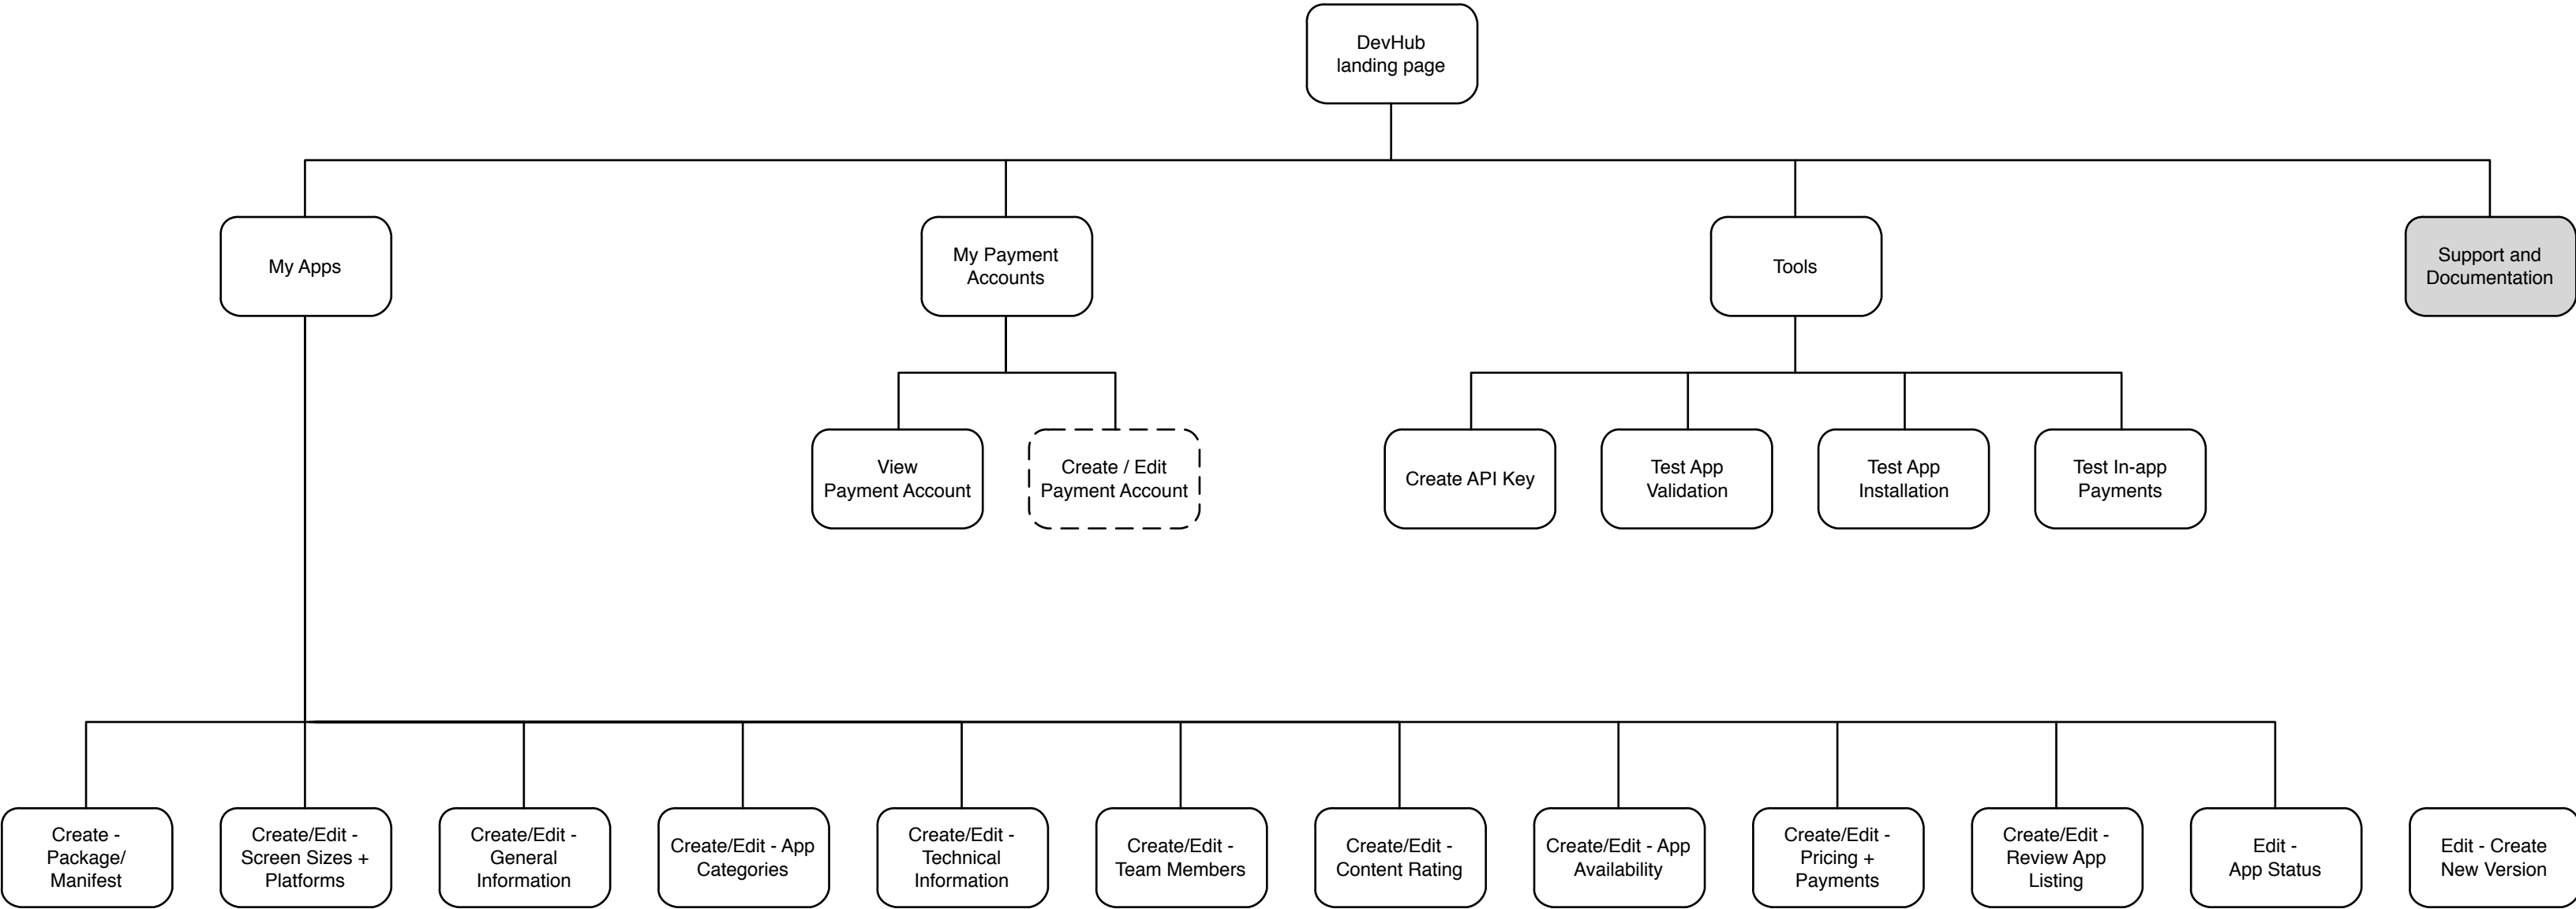 DevHub
landing page
My Apps
My Payment
Accounts
Tools
Support and
Documentation
View
Payment Account
Create / Edit
Payment Account
Create API Key
Test App
Validation
Test App
Installation
Test In-app
Payments
Create -
Package/
Manifest
Create/Edit -
Screen Sizes +
Platforms
Create/Edit -
General
Information
Create/Edit - App
Categories
Create/Edit -
Technical
Information
Create/Edit -
Team Members
Create/Edit -
Content Rating
Create/Edit - App
Availability
Create/Edit -
Pricing +
Payments
Create/Edit -
Review App
Listing
Edit -
App Status
Edit - Create
New Version